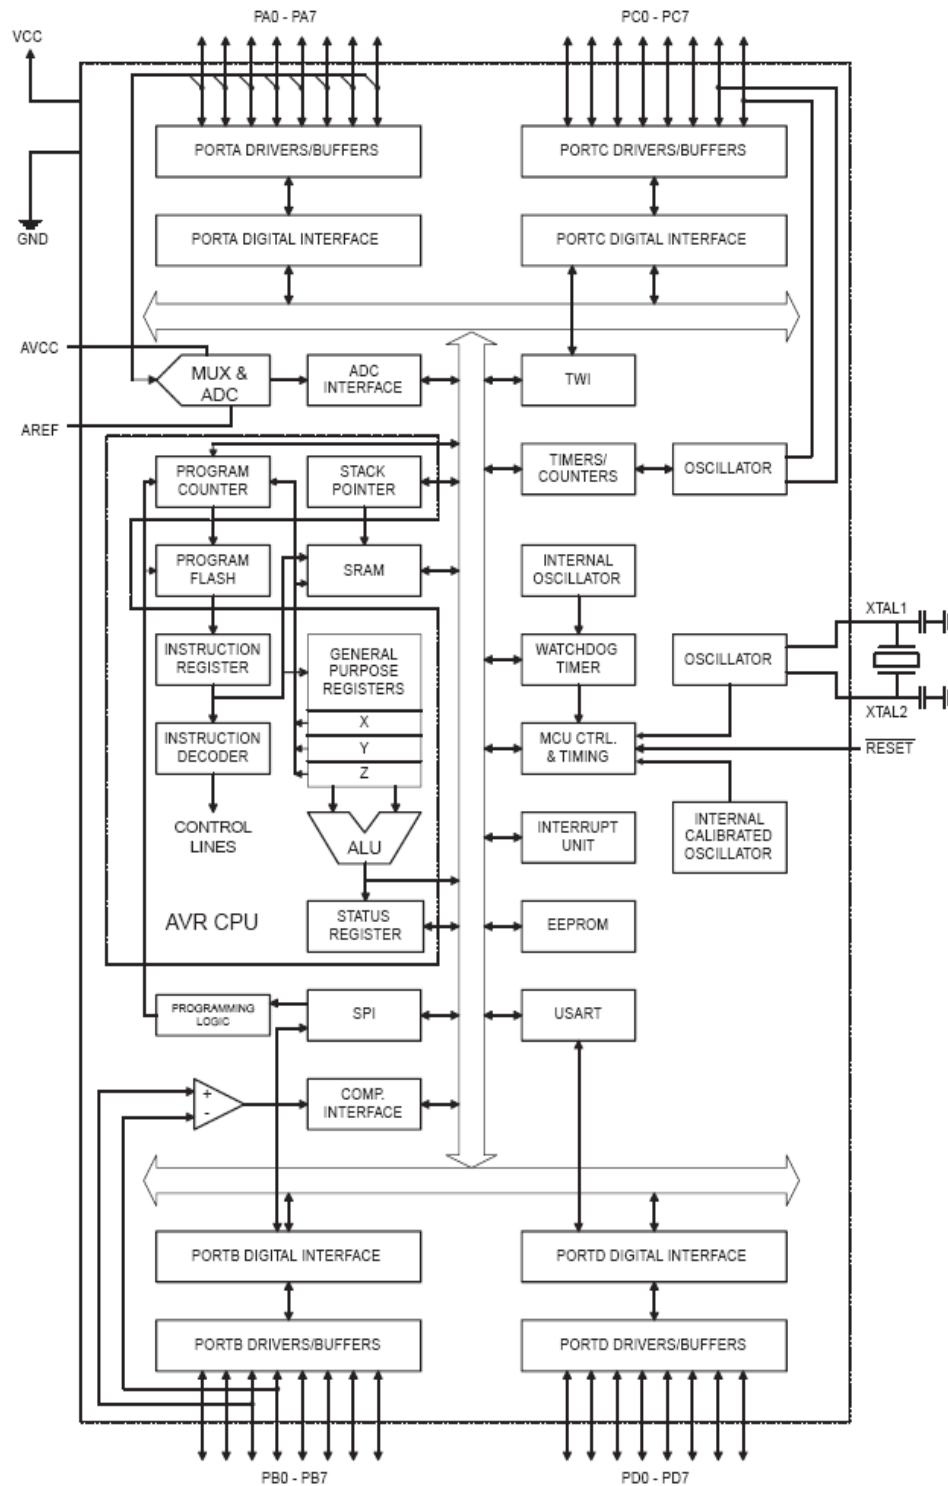 PA0 - PA7
PC0 - PC7
VCC
PORTA DRIVERS/BUFFERS
PORTC DRIVERS/BUFFERS
GND
PORTA DIGITAL INTERFACE
PORTC DIGITAL INTERFACE
AVCC
MUX &
ADC
ADC
INTERFACE
TWI
AREF
PROGRAM
COUNTER
STACK
POINTER
TIMERS/
COUNTERS
OSCILLATOR
PROGRAM
FLASH
SRAM
INTERNAL
OSCILLATOR
XTAL1
INSTRUCTION
REGISTER
GENERAL
PURPOSE
REGISTERS
WATCHDOG
TIMER
OSCILLATOR
XTAL2
X
INSTRUCTION
DECODER
Y
Z
MCU CTRL.
& TIMING
RESET
CONTROL
LINES
ALU
INTERRUPT
UNIT
INTERNAL
CALIBRATED
OSCILLATOR
AVR CPU
STATUS
REGISTER
EEPROM
PROGRAMMING
LOGIC
SPI
USART
+
-
COMP.
INTERFACE
PORTB DIGITAL INTERFACE
PORTD DIGITAL INTERFACE
PORTB DRIVERS/BUFFERS
PORTD DRIVERS/BUFFERS
PB0 - PB7
PD0 - PD7